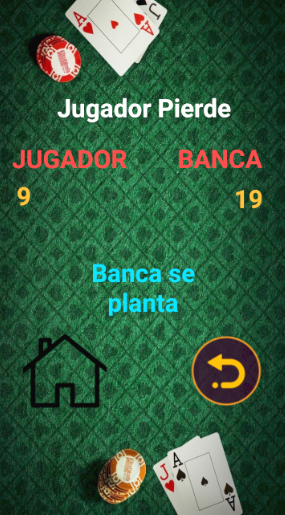 Jugador Pierde
JUGADOR BANCA
9 19
Banca se
planta
A
J
A
J
A